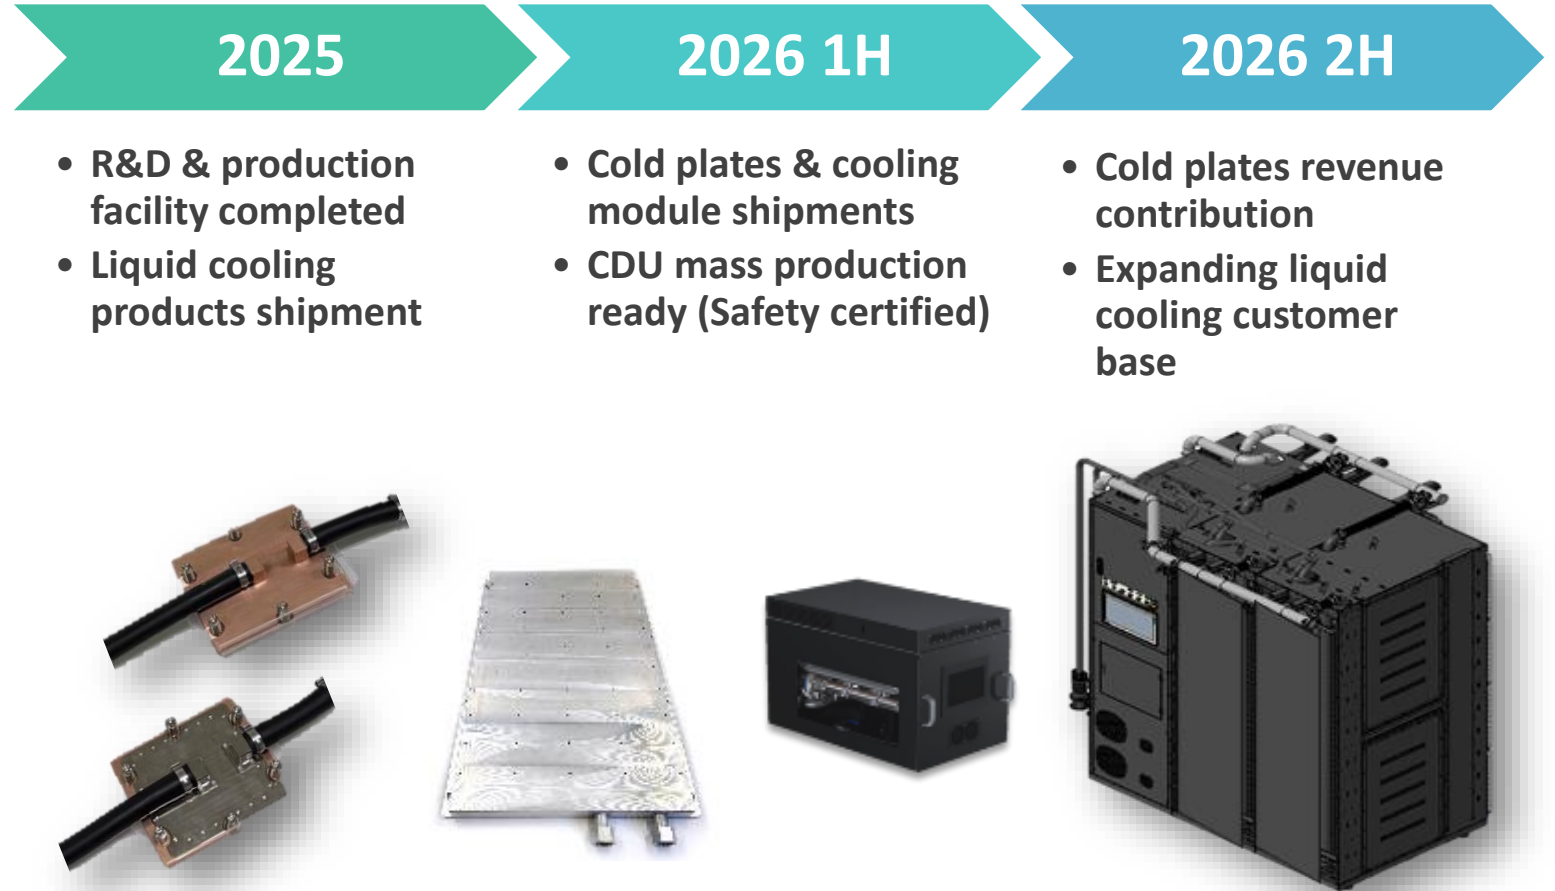 2025
• R&D & production
facility completed
• Liquid cooling
products shipment
2026 1H
• Cold plates & cooling
module shipments
• CDU mass production
ready (Safety certified)
2026 2H
• Cold plates revenue
contribution
• Expanding liquid
cooling customer
base